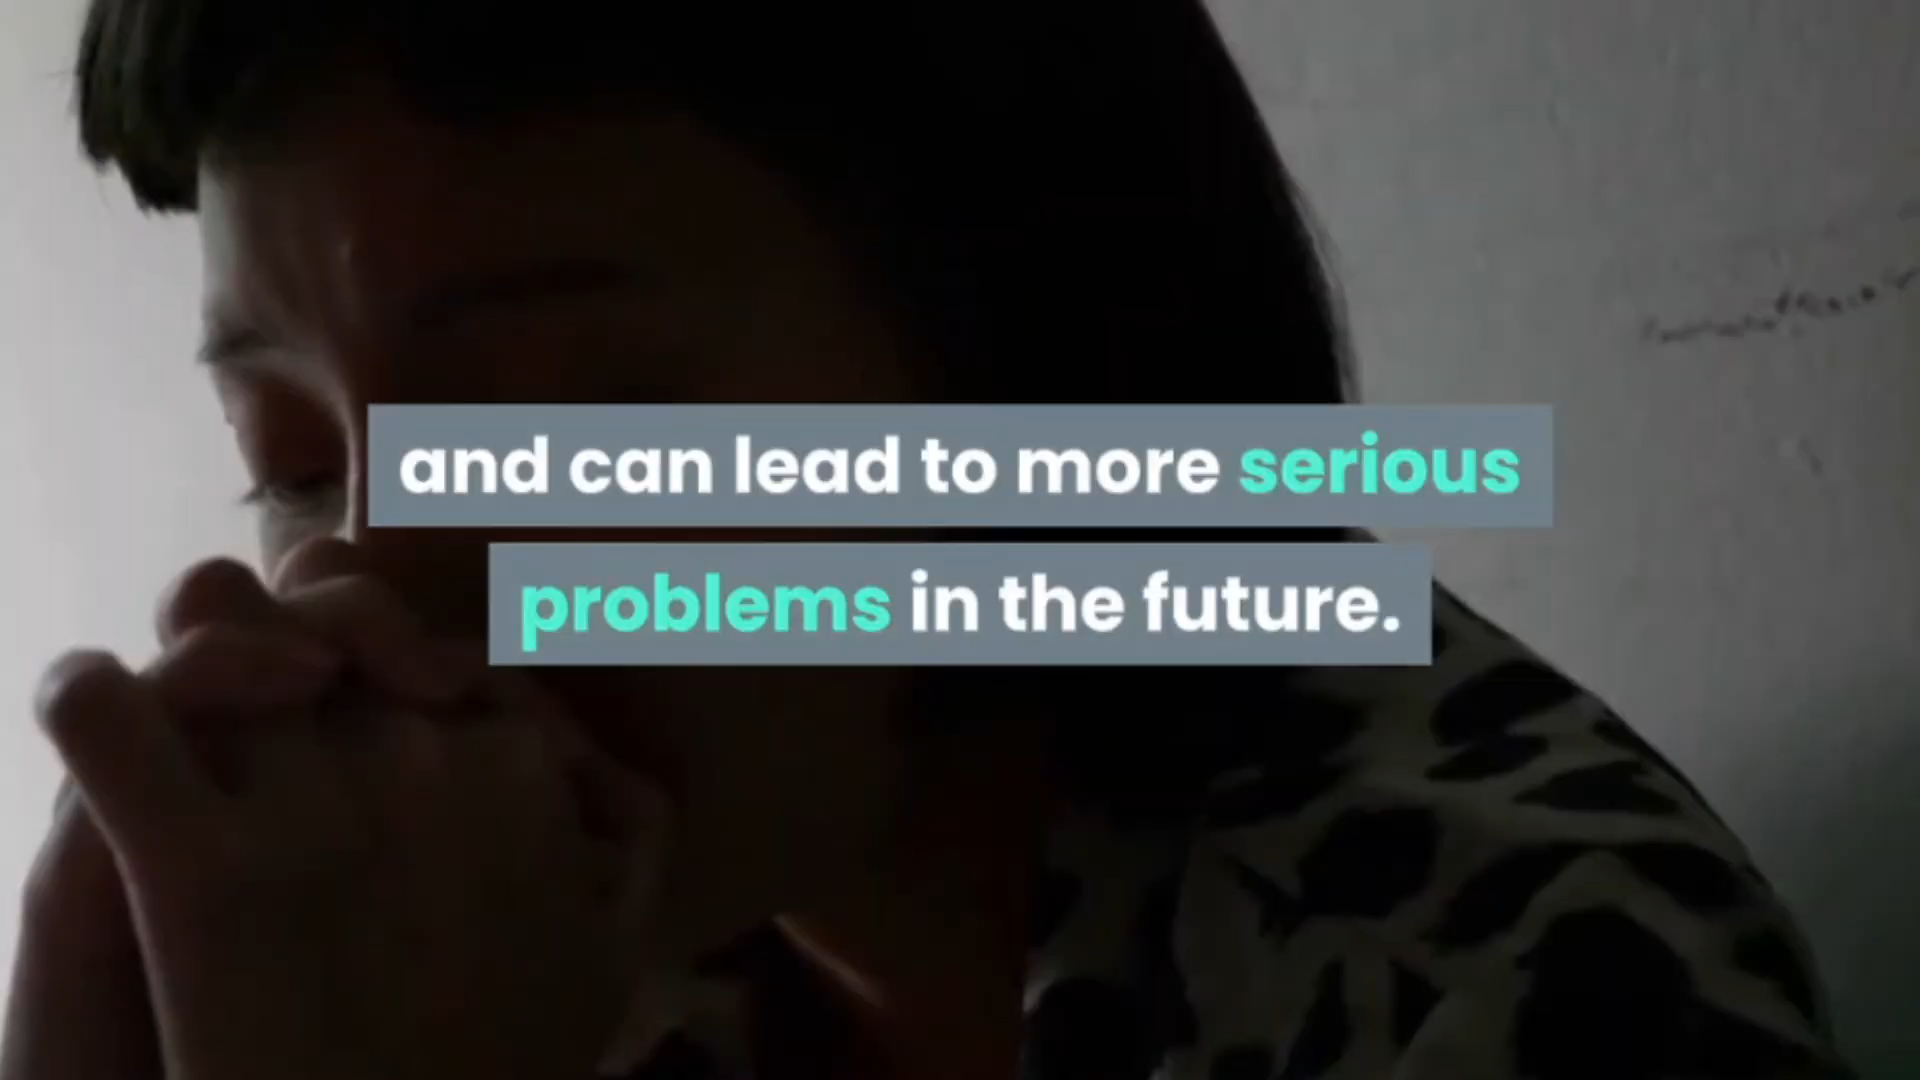 and can lead to more serious
problems in the future.